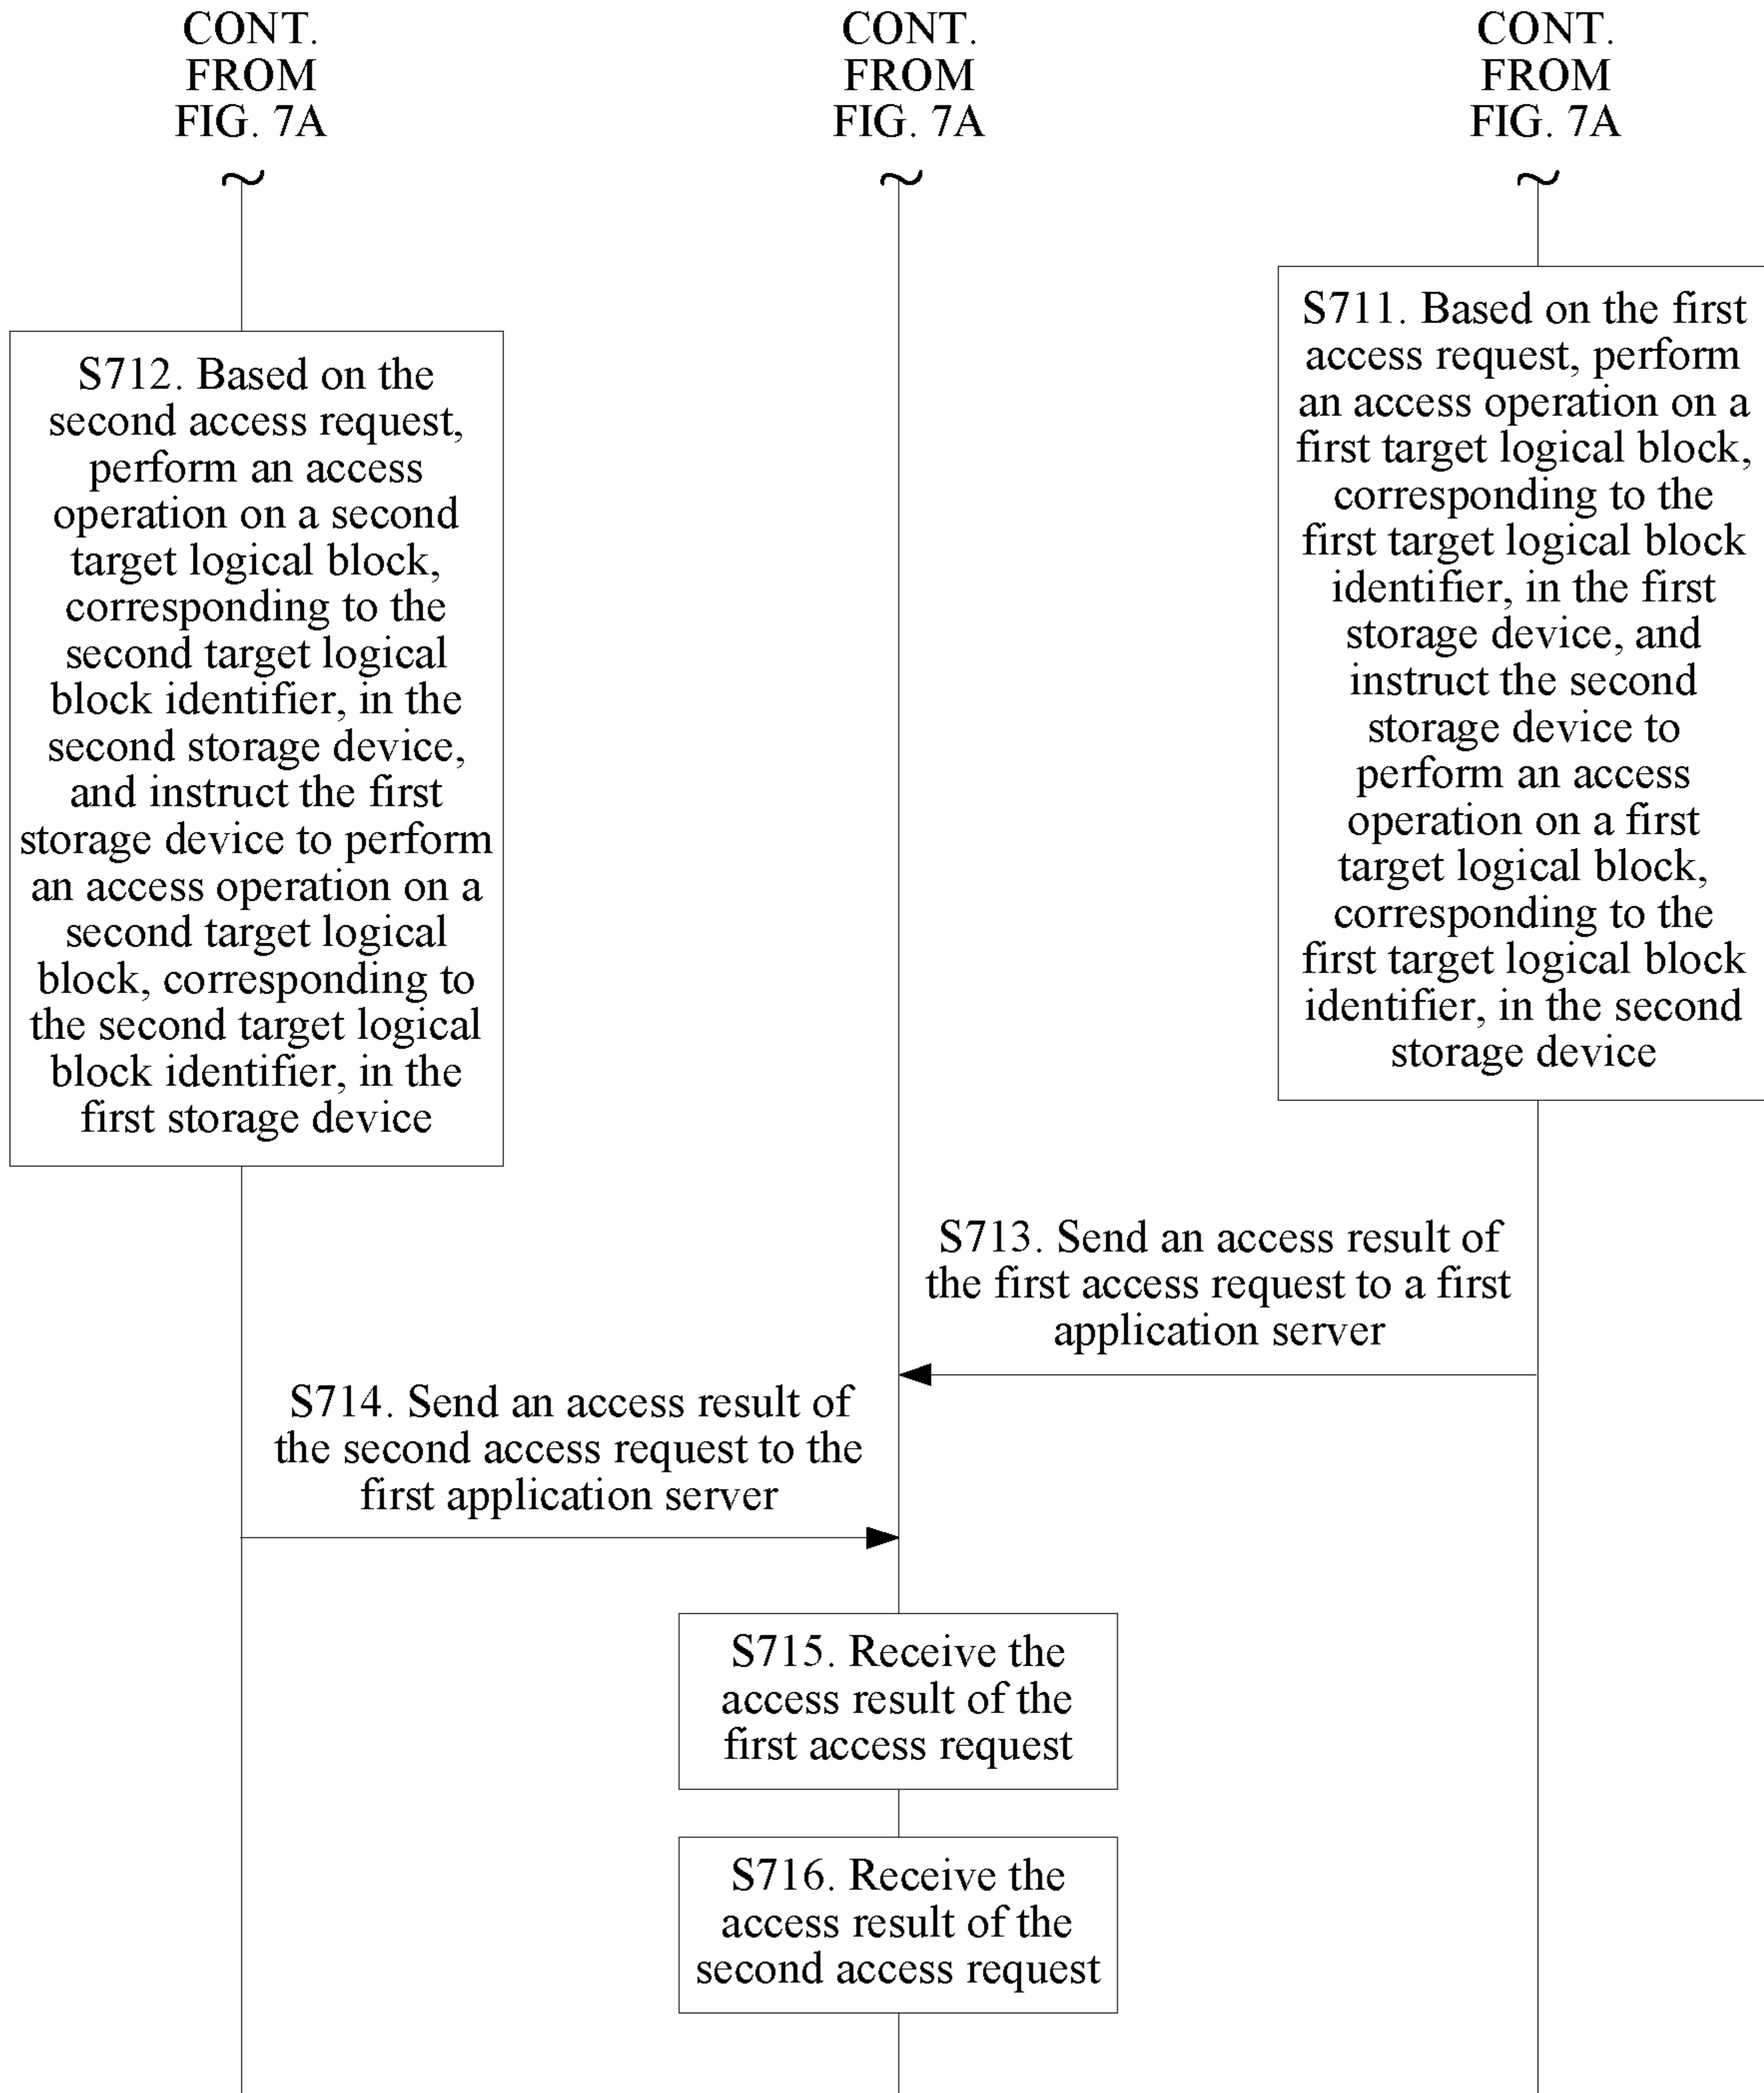 CONT.
FROM
FIG. 7A
CONT.
FROM
FIG. 7A
CONT.
FROM
FIG. 7A
S711. Based on the first
access request, perform
an access operation on a
first target logical block,
corresponding to the
first target logical block
identifier, in the first
storage device, and
instruct the second
storage device to
perform an access
operation on a first
target logical block,
corresponding to the
first target logical block
identifier, in the second
storage device
S712. Based on the
second access request,
perform an access
operation on a second
target logical block,
corresponding to the
second target logical
block identifier, in the
second storage device,
and instruct the first
storage device to perform
an access operation on a
second target logical
block, corresponding to
the second target logical
block identifier, in the
first storage device
S713. Send an access result of
the first access request to a first
application server
S714. Send an access result of
the second access request to the
first application server
S715. Receive the
access result of the
first access request
S716. Receive the
access result of the
second access request